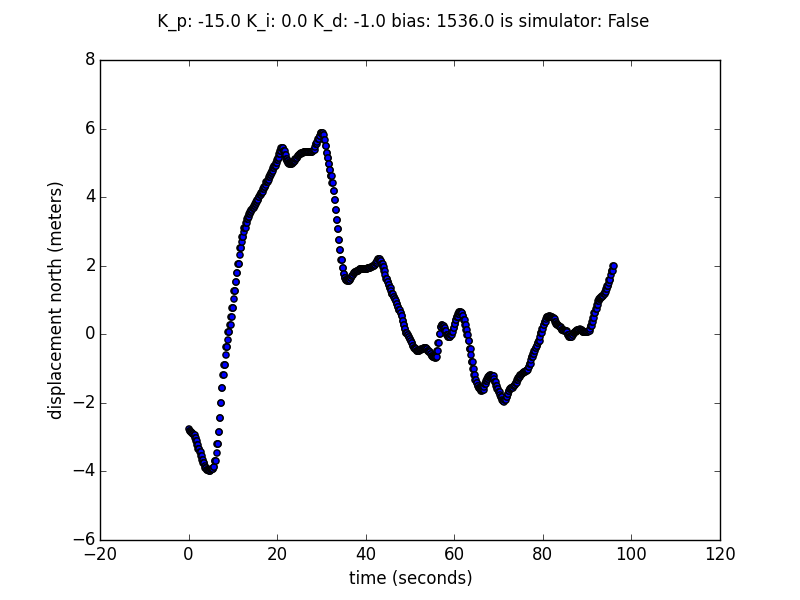 K_p: -15.0 K_i: 0.0 K_d: -1.0 bias: 1536.0 is simulator: False
8
6
4
2
0
−2
−4
−6
displacement north (meters)
−20 0 20 40 60 80 100 120
time (seconds)